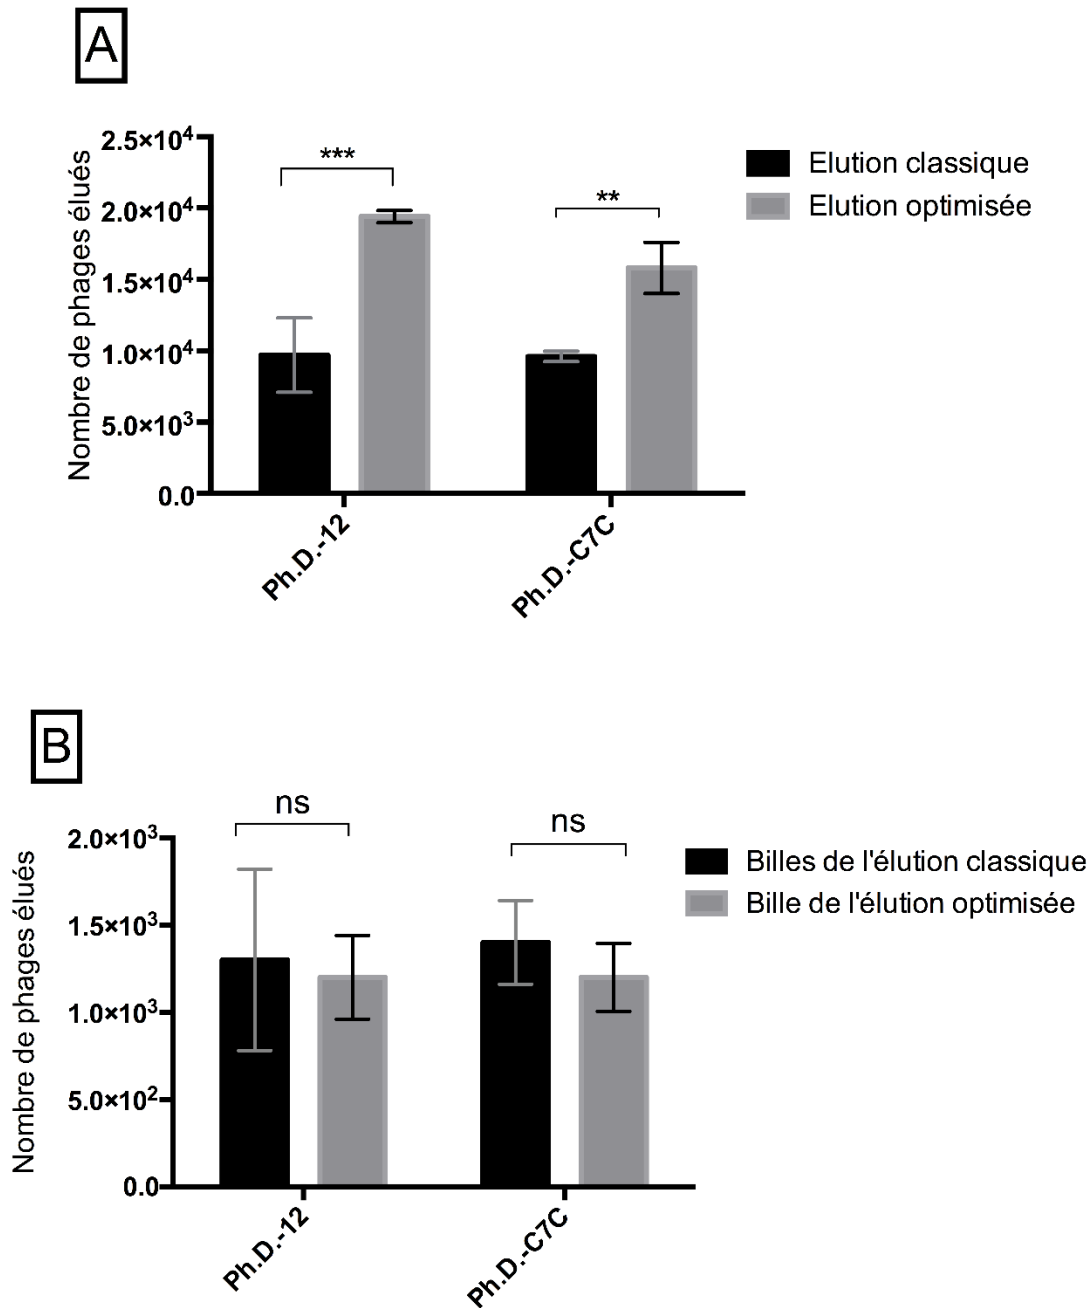 A
2.5×10⁴
2.0×10⁴
1.5×10⁴
1.0×10⁴
5.0×10³
0.0
Nombre de phages élués
***
**
Elution classique
Elution optimisée
Ph.D.-12
Ph.D.-C7C
B
2.0×10³
1.5×10³
1.0×10³
5.0×10²
0.0
Nombre de phages élués
ns
ns
Billes de l'élution classique
Bille de l'élution optimisée
Ph.D.-12
Ph.D.-C7C